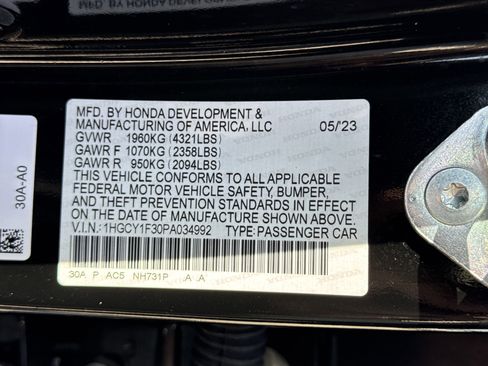 MFD. BY HONDA DEVELOPMENT &
MANUFACTURING OF AMERICA, LLC 05/'23
GVWR 1960KG (4321LBS)
GAWR F 1070KG (2358LBS)
GAWR R 950KG (2094LBS)
THIS VEHICLE CONFORMS TO ALL APPLICABLE
FEDERAL MOTOR VEHICLE SAFETY, BUMPER,
AND THEFT PREVENTION STANDARDS IN EFFECT
ON THE DATE OF MANUFACTURE SHOWN ABOVE.
V.I.N.: 1HGCY1F30PA034992 TYPE: PASSENGER CAR
30A P AC5 NH731P A A
30A-A0